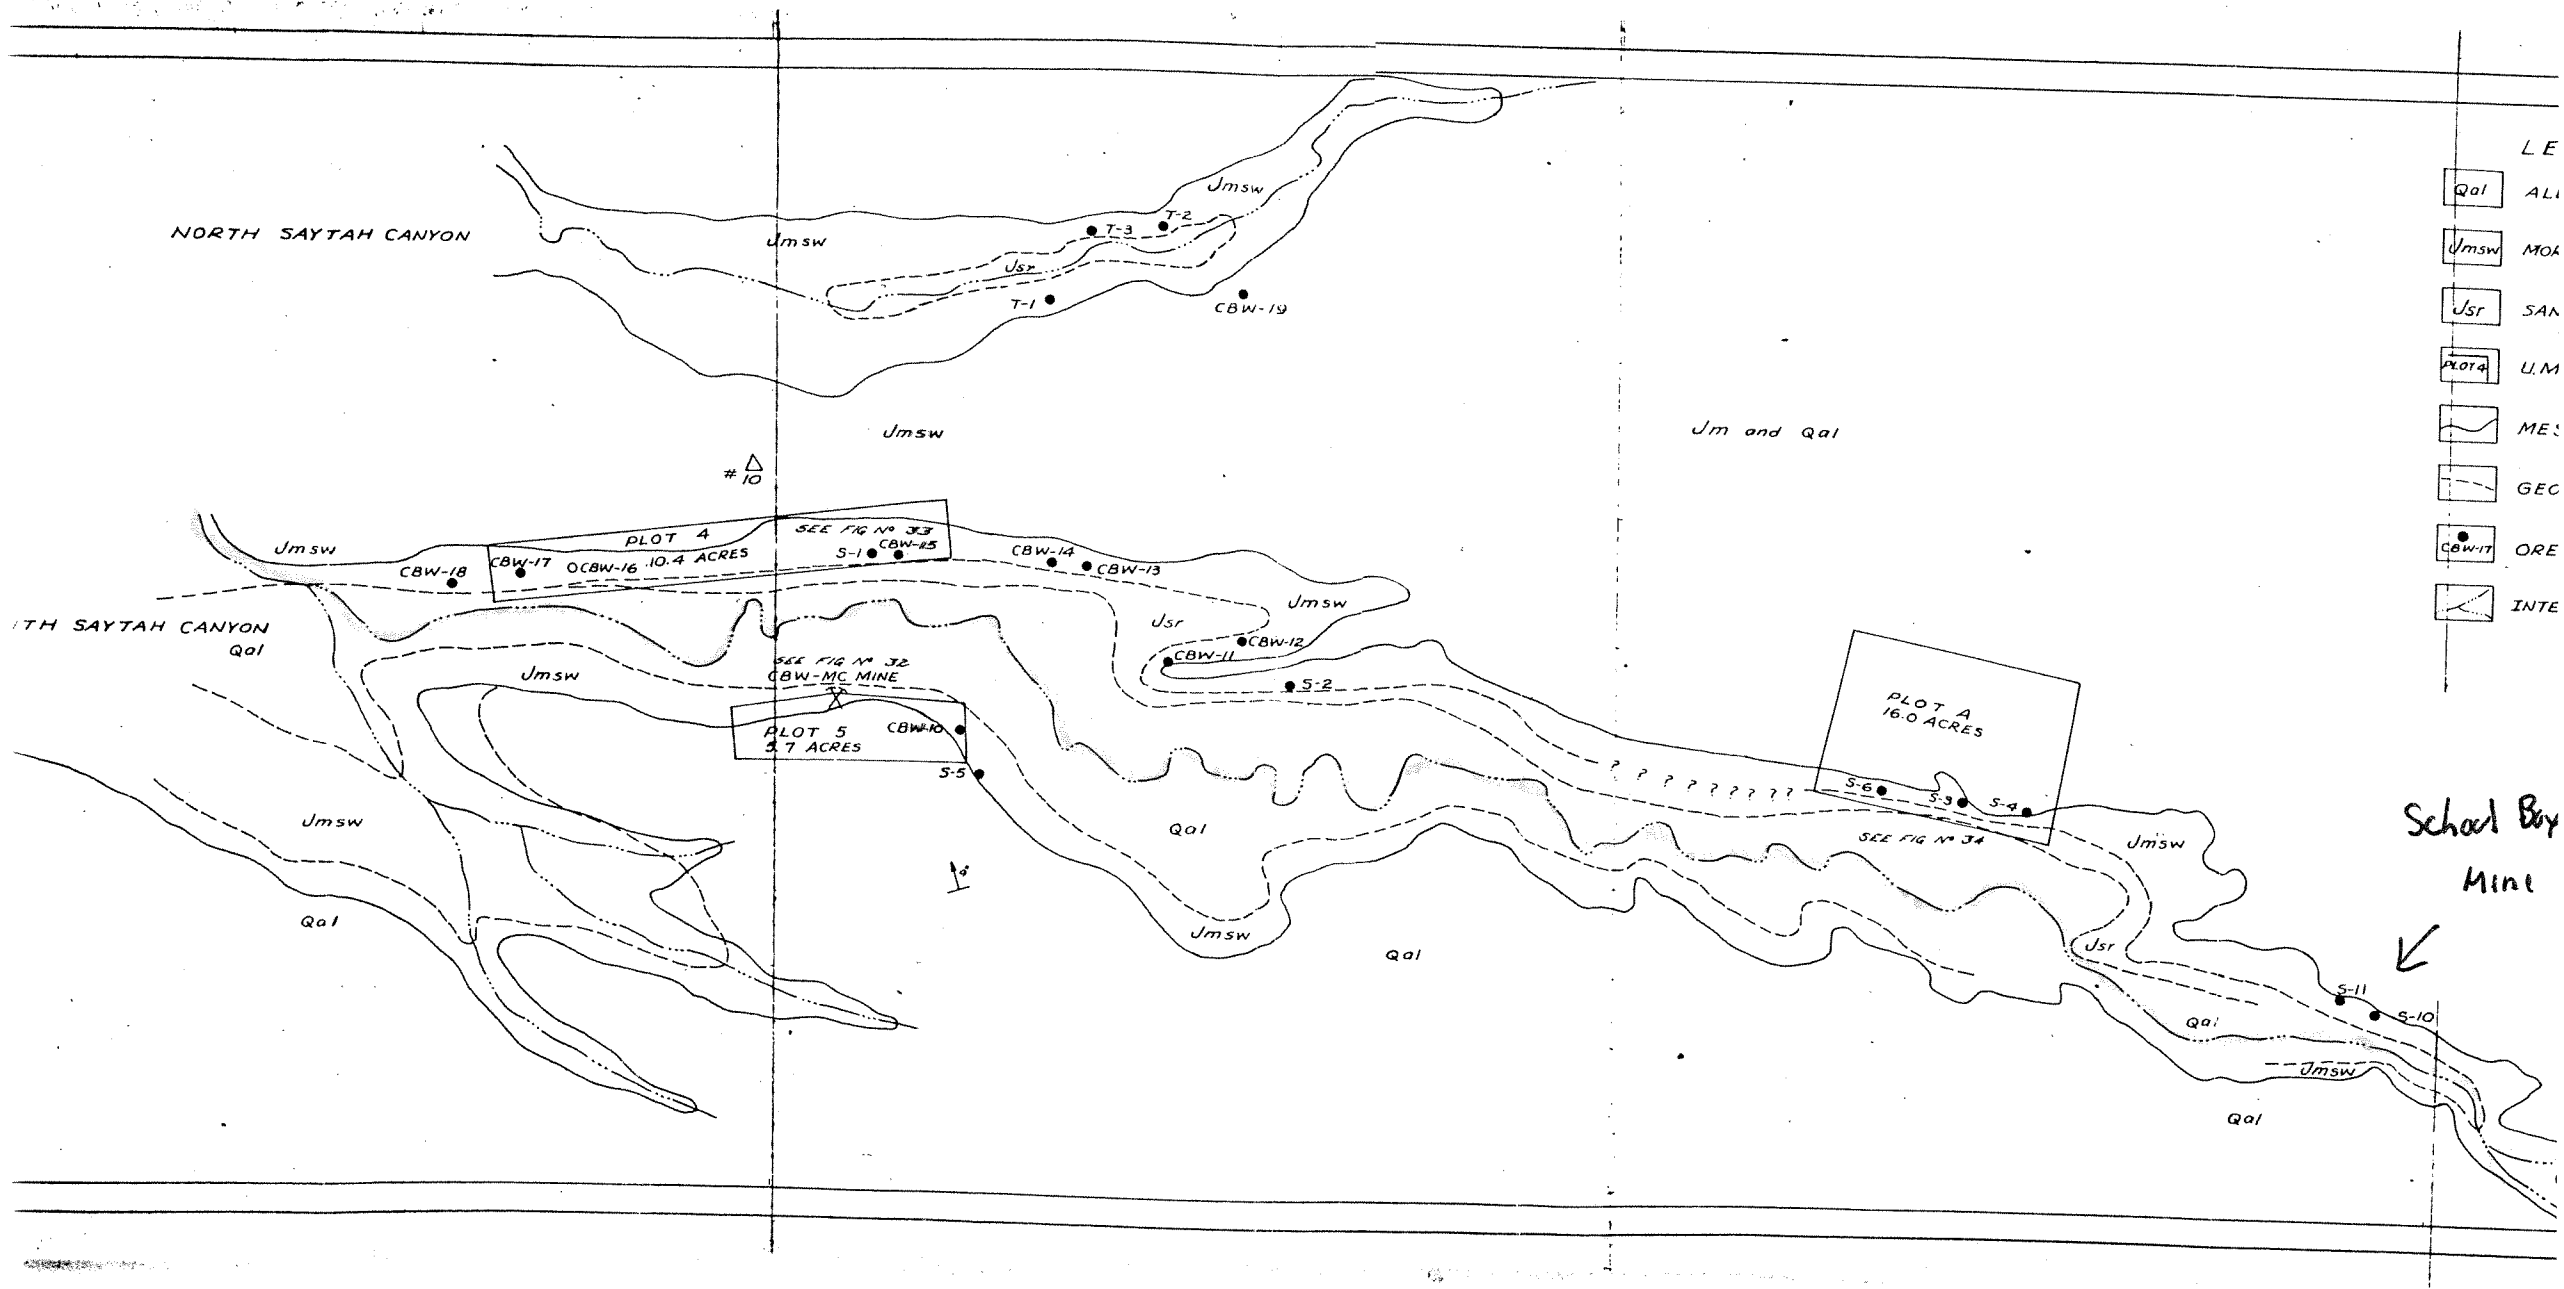 NORTH SAYTAH CANYON
Jmsw
T-2
T-3
Jmsw
Jsr
T-1
CBW-19
Jmsw
Jm and Qal
#
10
PLOT 4
SEE FIG Nº 33
Jmsw
S-1
CBW-15
CBW-18
CBW-17
CBW-16
10.4 ACRES
CBW-14
CBW-13
Jmsw
TH SAYTAH CANYON
Qal
Jsr
CBW-12
CBW-11
SEE FIG Nº 32
CBW-MC MINE
Jmsw
S-2
PLOT 5
CBW-10
5.7 ACRES
S-5
PLOT A
16.0 ACRES
? ? ? ? ? ? ? ? ? ?
S-6
S-3
S-4
SEE FIG Nº 34
Jmsw
Jmsw
Qal
Qal
Jmsw
Qal
Jsr
S-11
S-10
Qal
Jmsw
Qal
School Boy
Mine
LE
Qal
ALL
Jmsw
MOR
Jsr
SAN
PLOT 4
U.M
MES
GEO
CBW-17
ORE
INTE